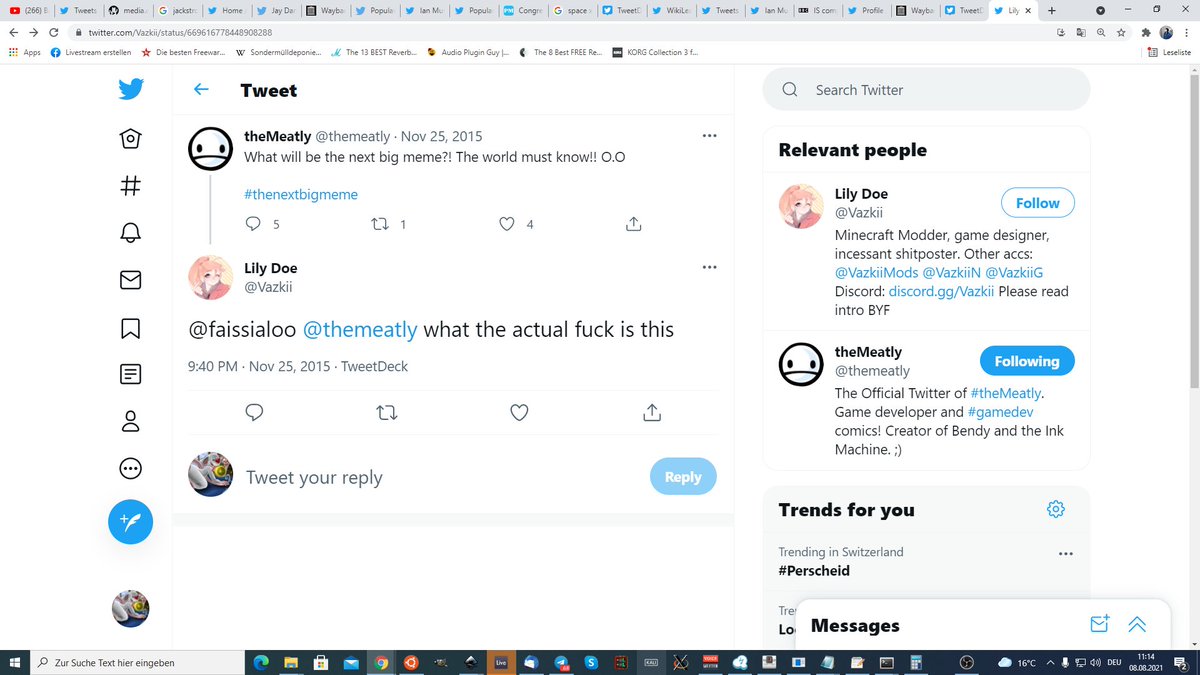 (266) B
Tweets
media.
jackstr
Home
Jay Da
Wayba
Popula
Ian Mu
Popula
Congre
space x
TweetD
WikiLea
Tweets
Ian Mu
IS com
Profile
Wayba
TweetD
Lily
twitter.com/Vazkii/status/669616778448908288
Apps
Livestream erstellen
Die besten Freewar...
Sondermülldeponie...
The 13 BEST Reverb...
Audio Plugin Guy |...
The 8 Best FREE Re...
KORG Collection 3 f...
Leseliste
Tweet
theMeatly @themeatly · Nov 25, 2015
What will be the next big meme?! The world must know!! O.O
#thenextbigmeme
5 1 4
Lily Doe
@Vazkii
@faissialoo @themeatly what the actual fuck is this
9:40 PM · Nov 25, 2015 · TweetDeck
Tweet your reply
Reply
Search Twitter
Relevant people
Lily Doe
@Vazkii
Follow
Minecraft Modder, game designer,
incessant shitposter. Other accs:
@VazkiiMods @VazkiiN @VazkiiG
Discord: discord.gg/Vazkii Please read
intro BYF
theMeatly
@themeatly
Following
The Official Twitter of #theMeatly.
Game developer and #gamedev
comics! Creator of Bendy and the Ink
Machine. ;)
Trends for you
Trending in Switzerland
#Perscheid
Tre
Lo
Messages
Zur Suche Text hier eingeben
Live
KAU
16°C
DEU
11:14
08.08.2021
2